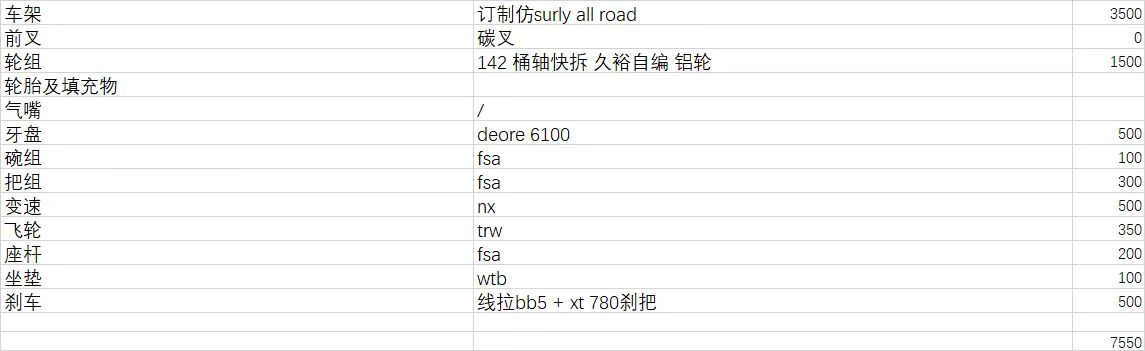 车架 订制仿surly all road 3500
前叉 碳叉 0
轮组 142 桶轴快拆 久裕自编 铝轮 1500
轮胎及填充物
气嘴 /
牙盘 deore 6100 500
碗组 fsa 100
把组 fsa 300
变速 nx 500
飞轮 trw 350
座杆 fsa 200
坐垫 wtb 100
刹车 线拉bb5 + xt 780刹把 500
7550